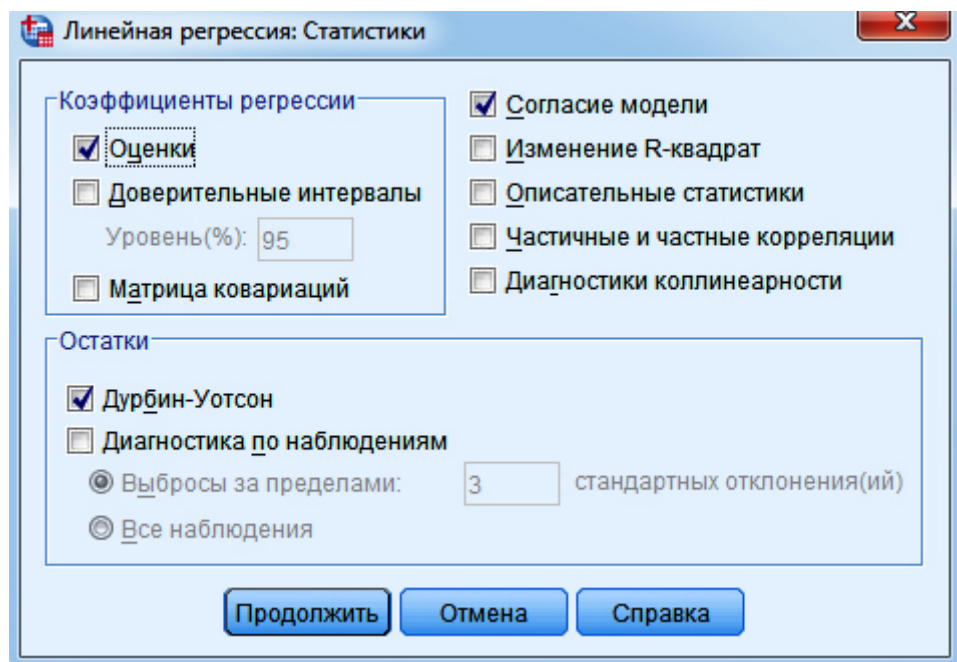 Линейная регрессия: Статистики
Коэффициенты регрессии
Оценки
Доверительные интервалы
Уровень(%): 95
Матрица ковариаций
Согласие модели
Изменение R-квадрат
Описательные статистики
Частичные и частные корреляции
Диагностики коллинеарности
Остатки
Дурбин-Уотсон
Диагностика по наблюдениям
Выбросы за пределами: 3 стандартных отклонения(ий)
Все наблюдения
Продолжить Отмена Справка